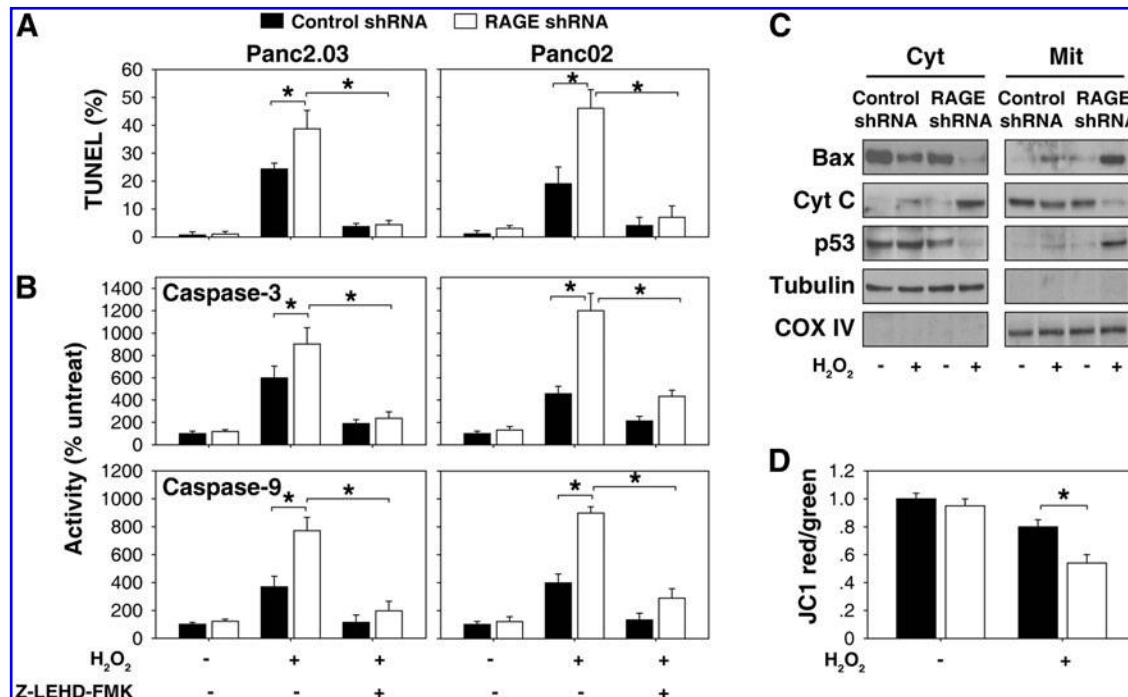 A
Control shRNA RAGE shRNA
Panc2.03 Panc02
TUNEL (%)
60
50
40
30
20
10
0
* * * *
B
Activity (% untreat)
Caspase-3
1400
1200
1000
800
600
400
200
0
* * * *
Caspase-9
1200
1000
800
600
400
200
0
* * * *
H₂O₂ - + + - + +
Z-LEHD-FMK - - + - - +
C
Cyt Mit
Control RAGE Control RAGE
shRNA shRNA shRNA shRNA
Bax
Cyt C
p53
Tubulin
COX IV
H₂O₂ - + - + - + - +
D
JC1 red/green
1.2
1.0
.8
.6
.4
.2
0
*
H₂O₂ - +